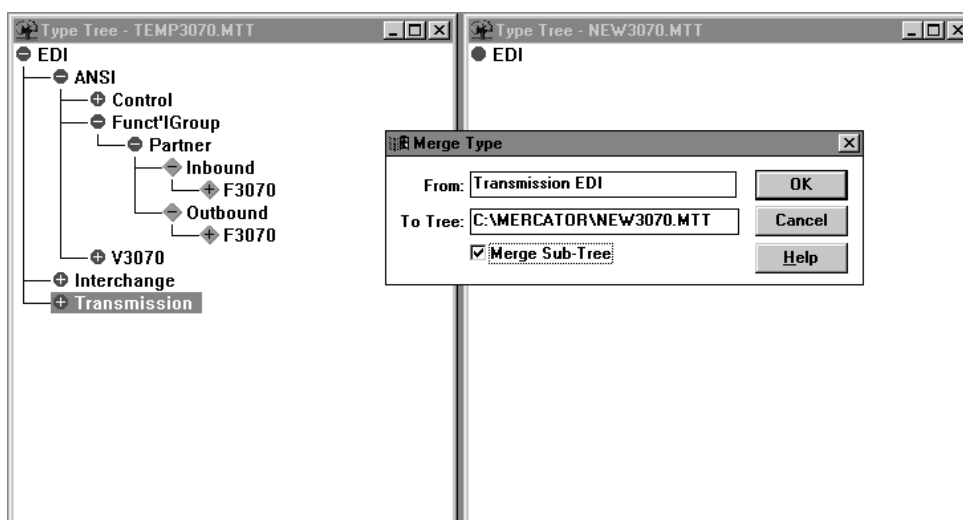 Type Tree - TEMP3070.MTT
EDI
ANSI
Control
Funct'lGroup
Partner
Inbound
F3070
Outbound
F3070
V3070
Interchange
Transmission
Type Tree - NEW3070.MTT
EDI
Merge Type
From: Transmission EDI
OK
To Tree: C:\MERCATOR\NEW3070.MTT
Cancel
Merge Sub-Tree
Help